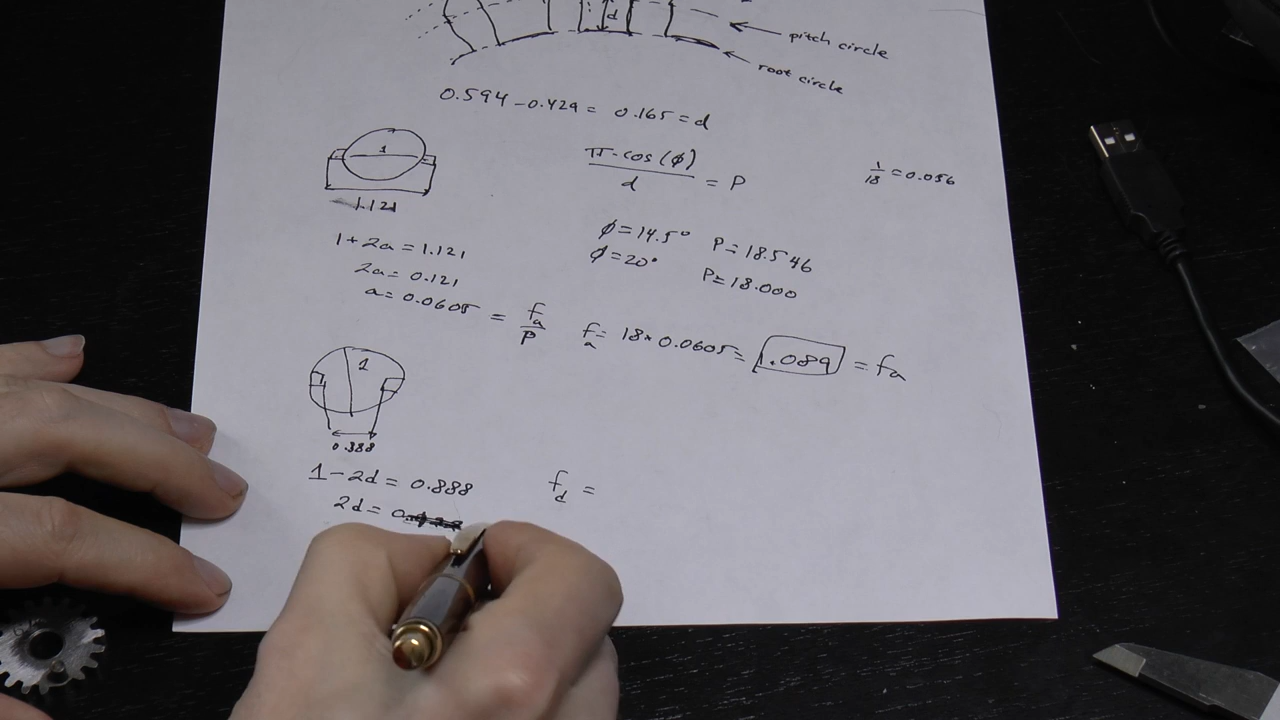 d
pitch circle
root circle
0.594 - 0.429 = 0.165 = d
1
1.121
π·cos(φ)
d
= P
1/18 = 0.056
1 + 2a = 1.121
2a = 0.121
a = 0.0605 = fa/P
φ = 14.5° P = 18.546
φ = 20° P = 18.000
fa = 18 * 0.0605 = 1.089 = fa
1
0.888
1 - 2d = 0.888
2d = 0
fd =